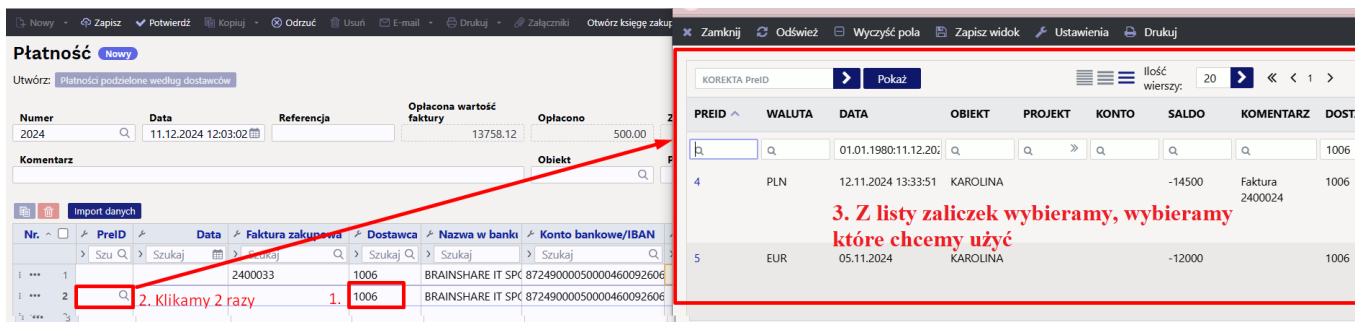 Nowy Zapisz Potwierdź Kopiuj Odrzuć Usuń E-mail Drukuj Załączniki Otwórz księgę zakup
Płatność Nowy
Utwórz: Płatności podzielone według dostawców
Numer Data Referencja Opłacona wartość faktury Opłacono Z
2024 11.12.2024 12:03:02 13758.12 500.00
Komentarz Obiekt P
Import danych
Nr. PreID Data Faktura zakupowa Dostawca Nazwa w banku Konto bankowe/IBAN
Szu Szukaj Szukaj Szukaj Szukaj Szukaj
1 2400033 1006 BRAINSHARE IT SPO 87249000050000460092606
2 2. Klikamy 2 razy 1. 1006 BRAINSHARE IT SPO 87249000050000460092606
3
Zamknij Odśwież Wyczyść pola Zapisz widok Ustawienia Drukuj
KOREKTA PreID Pokaż Ilość wierszy: 20 « < 1 >
PREID WALUTA DATA OBIEKT PROJEKT KONTO SALDO KOMENTARZ DOST
01.01.1980:11.12.202 1006
4 PLN 12.11.2024 13:33:51 KAROLINA -14500 Faktura 2400024 1006
3. Z listy zaliczek wybieramy, wybieramy
które chcemy użyć
5 EUR 05.11.2024 KAROLINA -12000 1006